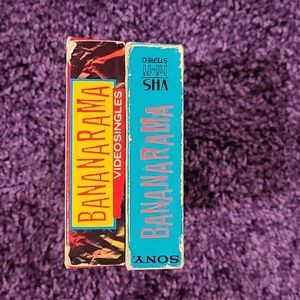 BANANARAMA
VIDEOSINGLES
VHS
HI-FI
STEREO
BANANARAMA
SONY